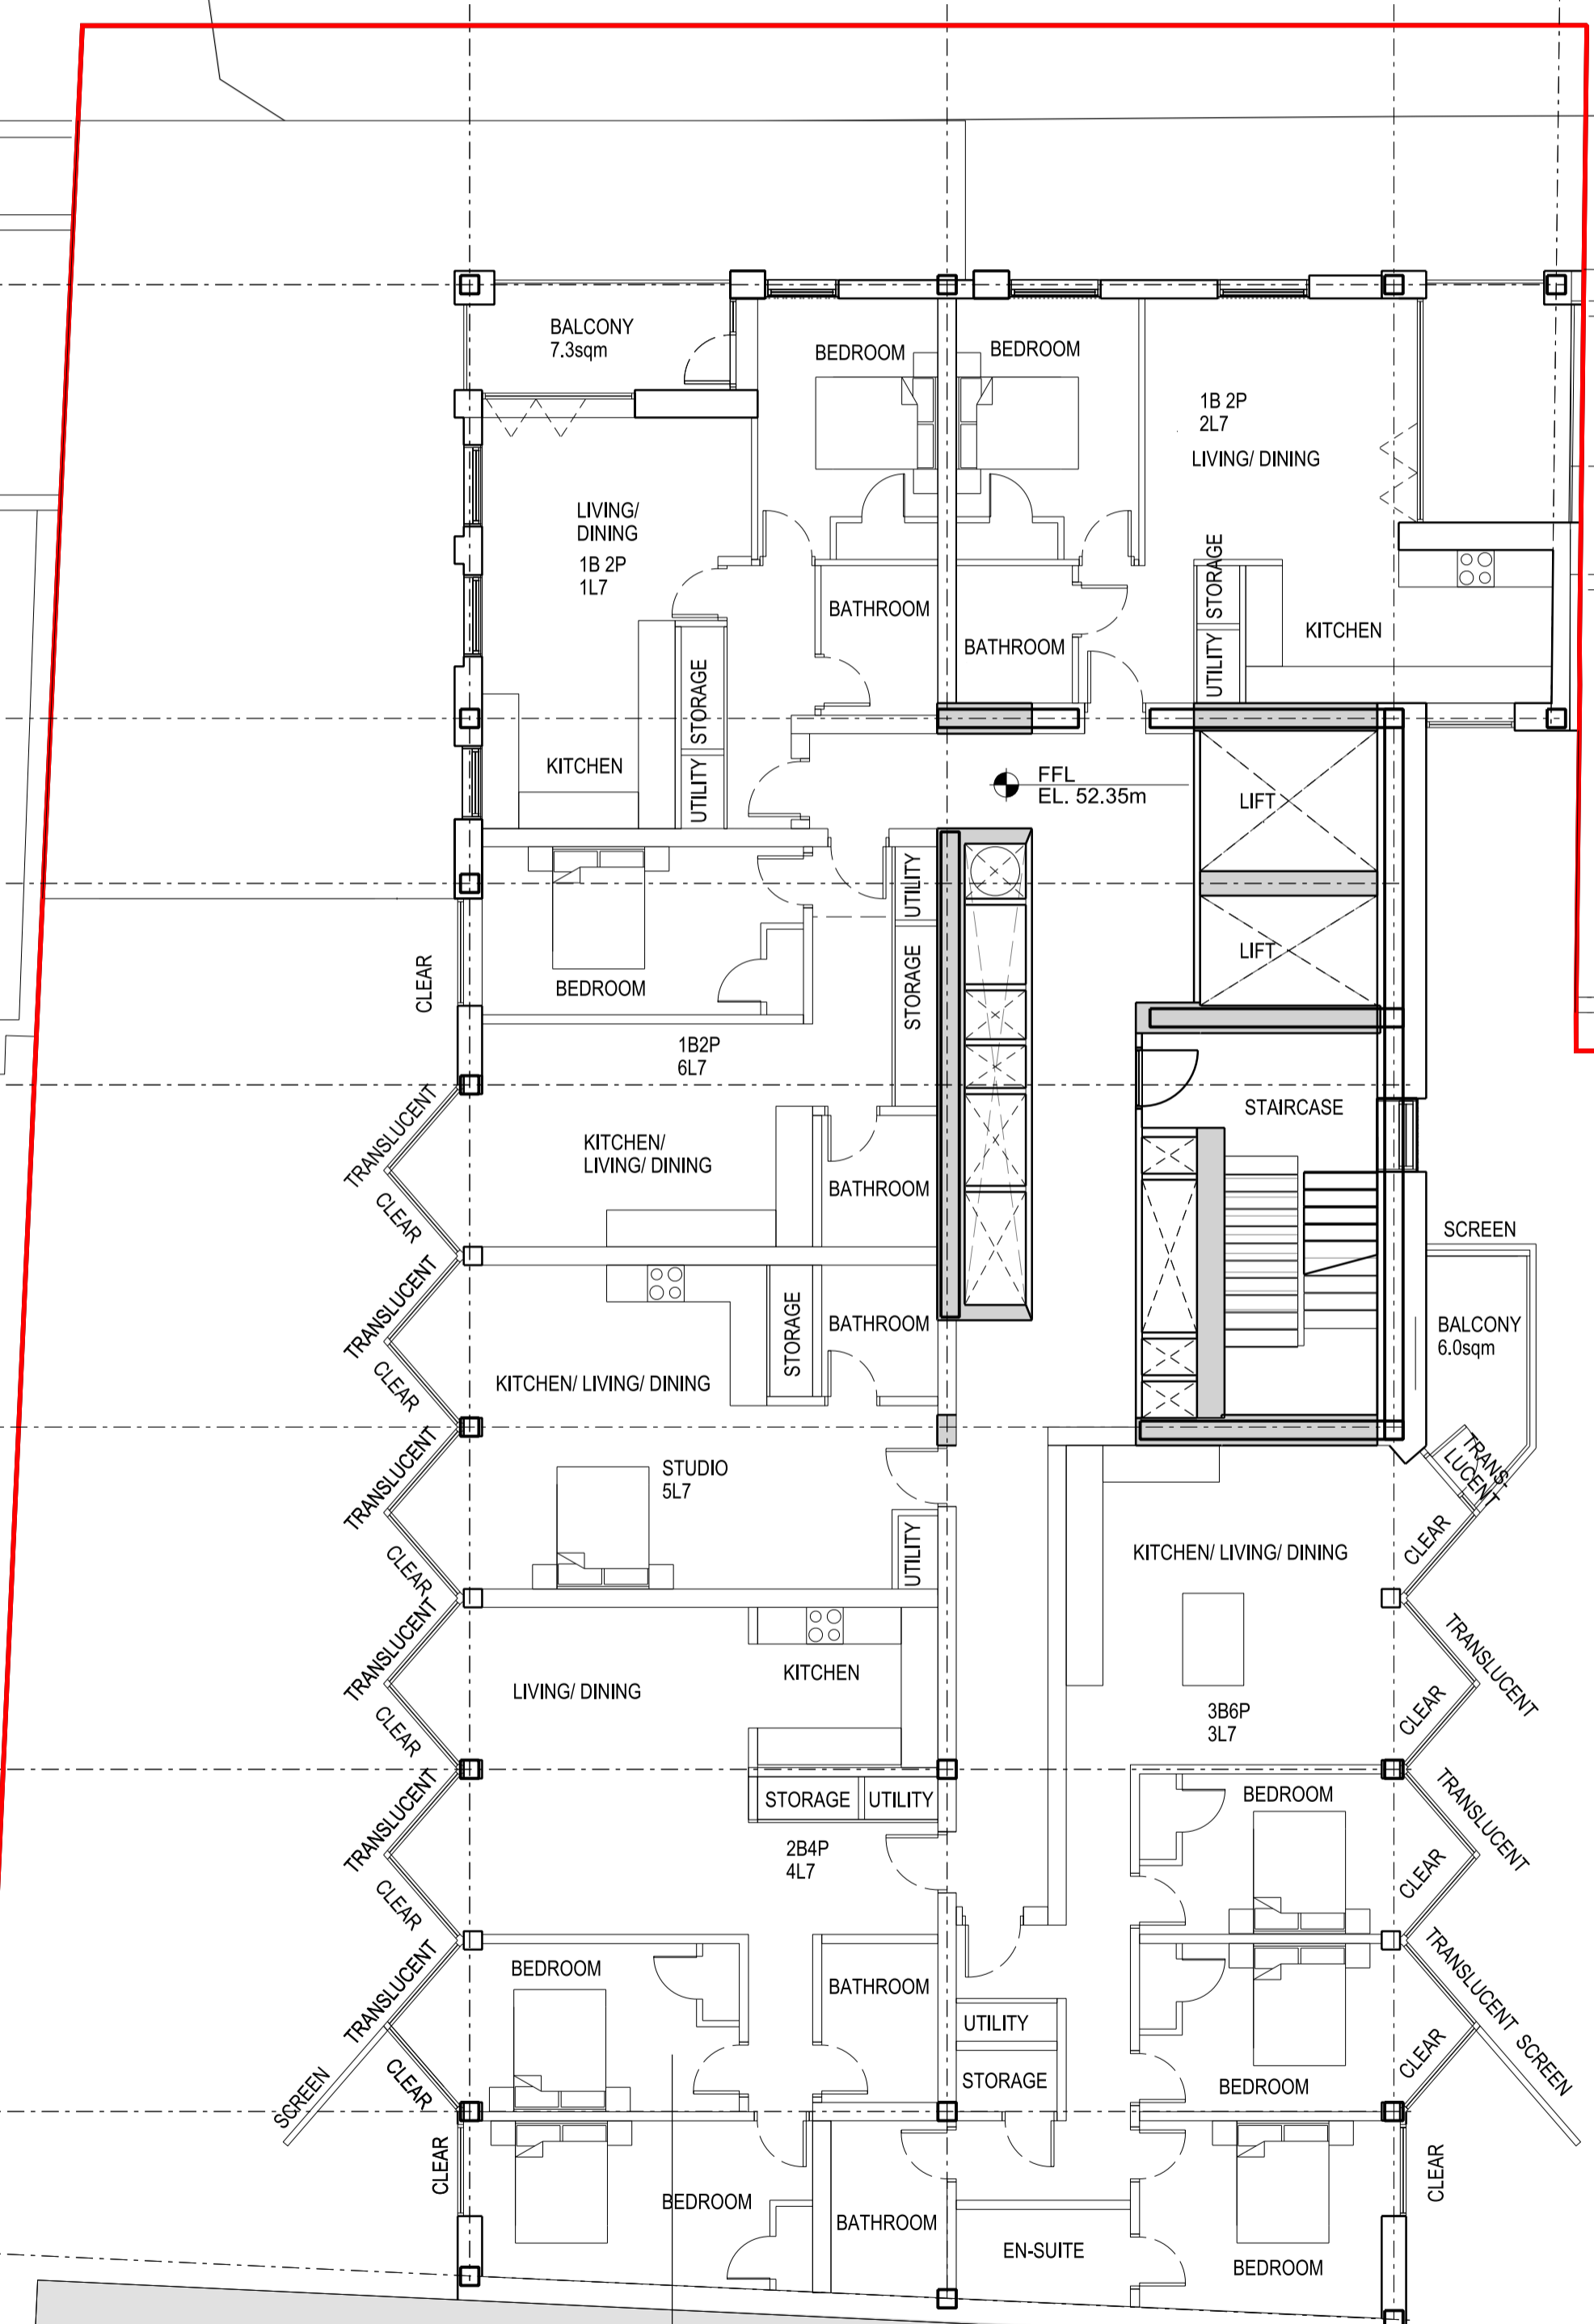 BALCONY
7.3sqm
BEDROOM
BEDROOM
1B 2P
2L7
LIVING/ DINING
LIVING/
DINING
1B 2P
1L7
STORAGE
UTILITY
BATHROOM
BATHROOM
KITCHEN
STORAGE
UTILITY
KITCHEN
FFL
EL. 52.35m
LIFT
UTILITY
STORAGE
LIFT
CLEAR
BEDROOM
1B2P
6L7
TRANSLUCENT
CLEAR
KITCHEN/
LIVING/ DINING
BATHROOM
STAIRCASE
SCREEN
BALCONY
6.0sqm
TRANSLUCENT
CLEAR
STORAGE
BATHROOM
KITCHEN/ LIVING/ DINING
TRANSLUCENT
CLEAR
STUDIO
5L7
UTILITY
TRANS-
LUCENT
CLEAR
KITCHEN/ LIVING/ DINING
TRANSLUCENT
CLEAR
KITCHEN
LIVING/ DINING
TRANSLUCENT
CLEAR
3B6P
3L7
TRANSLUCENT
CLEAR
STORAGE
UTILITY
2B4P
4L7
BEDROOM
TRANSLUCENT
CLEAR
TRANSLUCENT
CLEAR
SCREEN
BEDROOM
BATHROOM
UTILITY
STORAGE
BEDROOM
TRANSLUCENT
CLEAR
SCREEN
CLEAR
BEDROOM
BATHROOM
EN-SUITE
BEDROOM
CLEAR